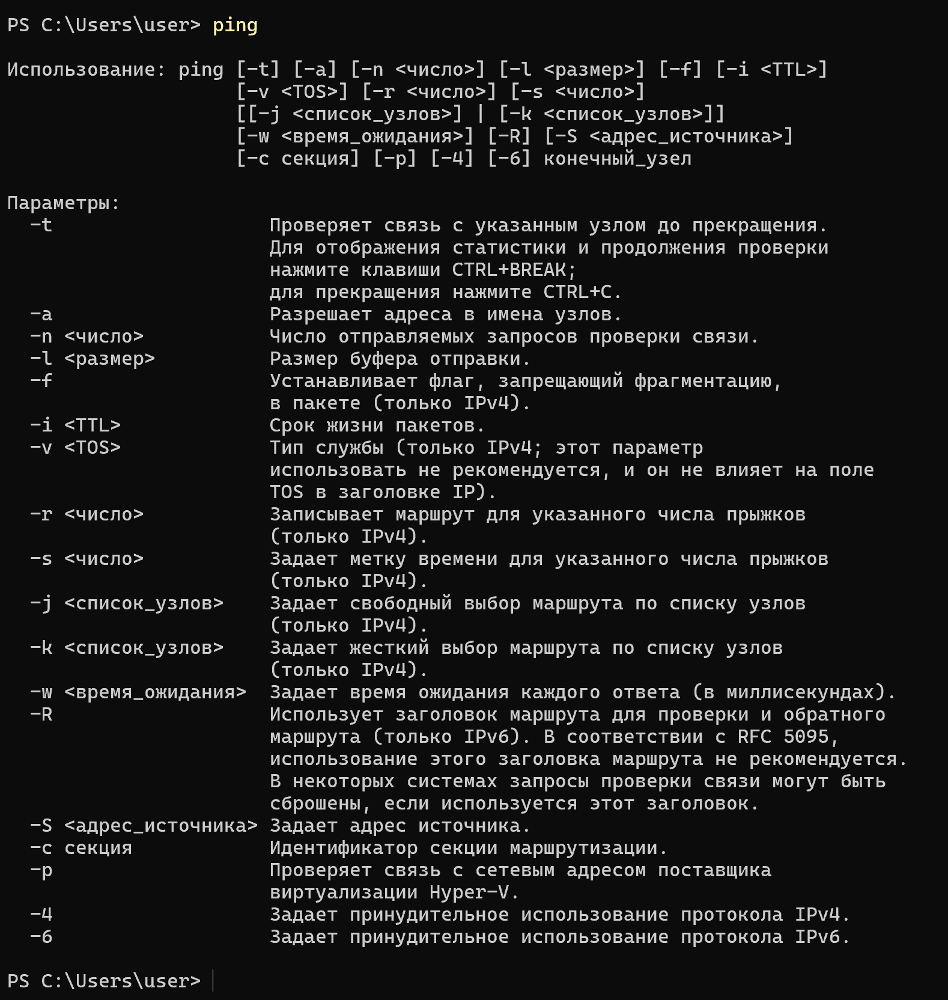 PS C:\Users\user> ping
Использование: ping [-t] [-a] [-n <число>] [-l <размер>] [-f] [-i <TTL>]
[-v <TOS>] [-r <число>] [-s <число>]
[[-j <список_узлов>] | [-k <список_узлов>]]
[-w <время_ожидания>] [-R] [-S <адрес_источника>]
[-c секция] [-p] [-4] [-6] конечный_узел
Параметры:
-t Проверяет связь с указанным узлом до прекращения.
Для отображения статистики и продолжения проверки
нажмите клавиши CTRL+BREAK;
для прекращения нажмите CTRL+C.
-a Разрешает адреса в имена узлов.
-n <число> Число отправляемых запросов проверки связи.
-l <размер> Размер буфера отправки.
-f Устанавливает флаг, запрещающий фрагментацию,
в пакете (только IPv4).
-i <TTL> Срок жизни пакетов.
-v <TOS> Тип службы (только IPv4; этот параметр
использовать не рекомендуется, и он не влияет на поле
TOS в заголовке IP).
-r <число> Записывает маршрут для указанного числа прыжков
(только IPv4).
-s <число> Задает метку времени для указанного числа прыжков
(только IPv4).
-j <список_узлов> Задает свободный выбор маршрута по списку узлов
(только IPv4).
-k <список_узлов> Задает жесткий выбор маршрута по списку узлов
(только IPv4).
-w <время_ожидания> Задает время ожидания каждого ответа (в миллисекундах).
-R Использует заголовок маршрута для проверки и обратного
маршрута (только IPv6). В соответствии с RFC 5095,
использование этого заголовка маршрута не рекомендуется.
В некоторых системах запросы проверки связи могут быть
сброшены, если используется этот заголовок.
-S <адрес_источника> Задает адрес источника.
-c секция Идентификатор секции маршрутизации.
-p Проверяет связь с сетевым адресом поставщика
виртуализации Hyper-V.
-4 Задает принудительное использование протокола IPv4.
-6 Задает принудительное использование протокола IPv6.
PS C:\Users\user>